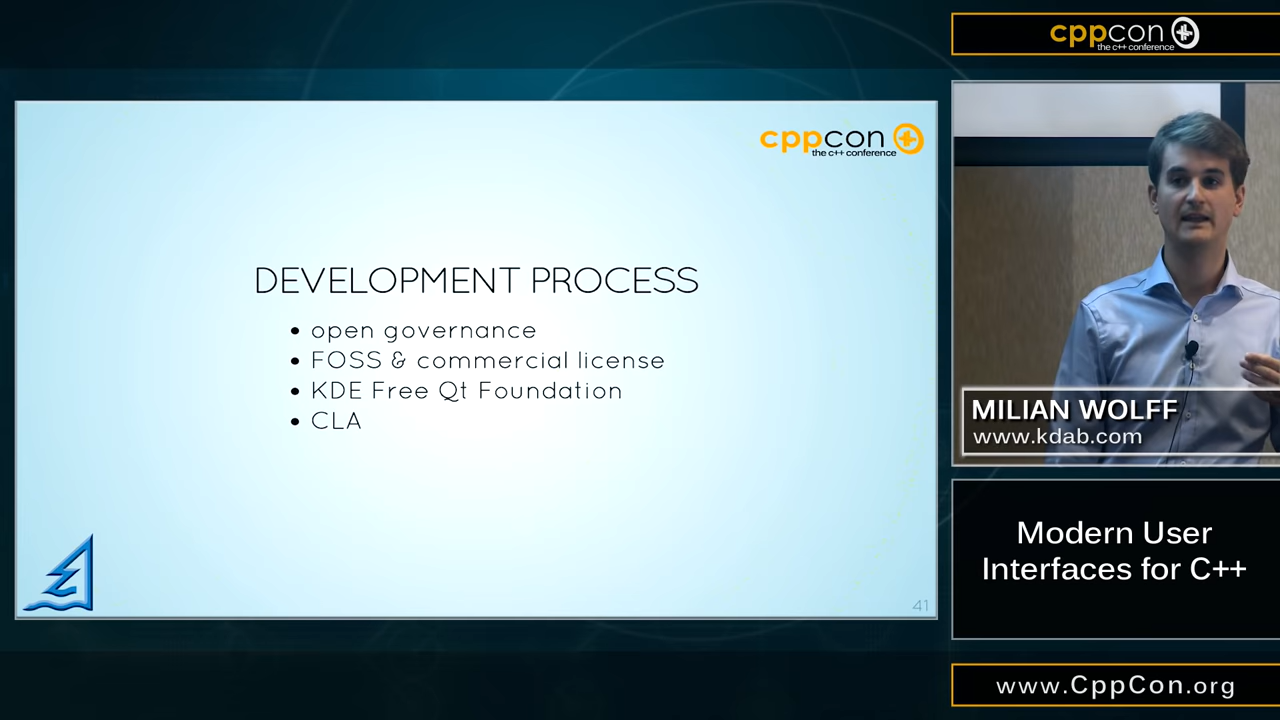 cppcon
the c++ conference
DEVELOPMENT PROCESS
• open governance
• FOSS & commercial license
• KDE Free Qt Foundation
• CLA
41
cppcon
the c++ conference
MILIAN WOLFF
www.kdab.com
Modern User
Interfaces for C++
www.CppCon.org